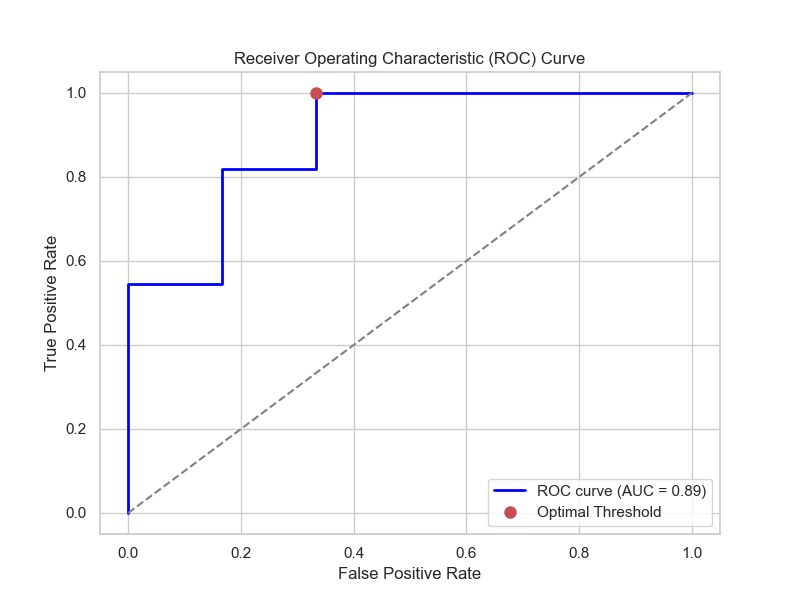 Receiver Operating Characteristic (ROC) Curve
1.0
0.8
0.6
0.4
0.2
0.0
True Positive Rate
0.0 0.2 0.4 0.6 0.8 1.0
False Positive Rate
ROC curve (AUC = 0.89)
Optimal Threshold